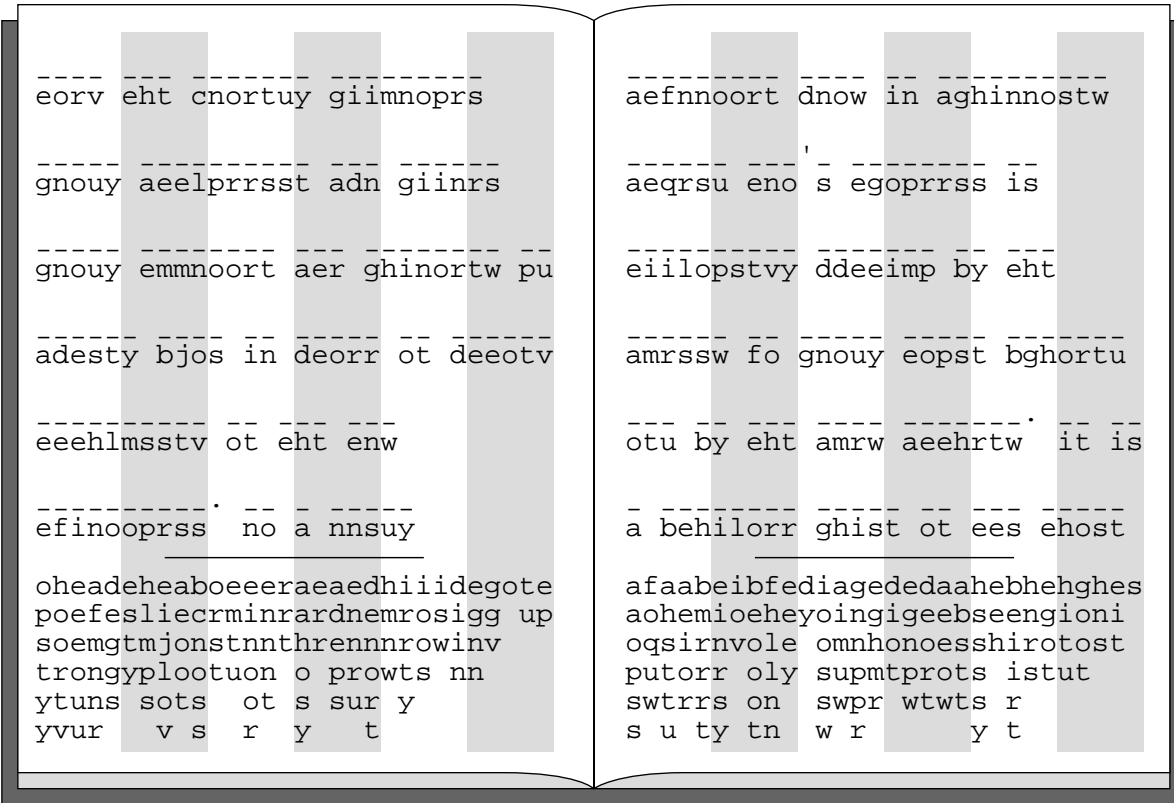 eorv eht cnortuy giimnoprs
gnouy aeelprrsst adn giinrs
gnouy emmnoort aer ghinortw pu
adesty bjos in deorr ot deeotv
eeehlmsstv ot eht enw
efinooprss. no a nnsuy
oheadeheaboeeeraeaedhiiidegote
poefesliecrminrardnemrosigg up
soemgtmjonstnnthrennnrowinv
trongyplootuon o prowts nn
ytuns sots ot s sur y
yvur v s r y t
aefnnoort dnow in aghinnostw
aeqrsu eno's egoprrss is
eiilopstvy ddeeimp by eht
amrssw fo gnouy eopst bghortu
otu by eht amrw aeehrtw. it is
a behilorr ghist ot ees ehost
afaabeibfediagededaahebhehghes
aohemioeheyoingigeebseengioni
oqsirnvole omnhonoesshirotost
putorr oly supmtprots istut
swtrrs on swpr wtwts r
s u ty tn w r y t